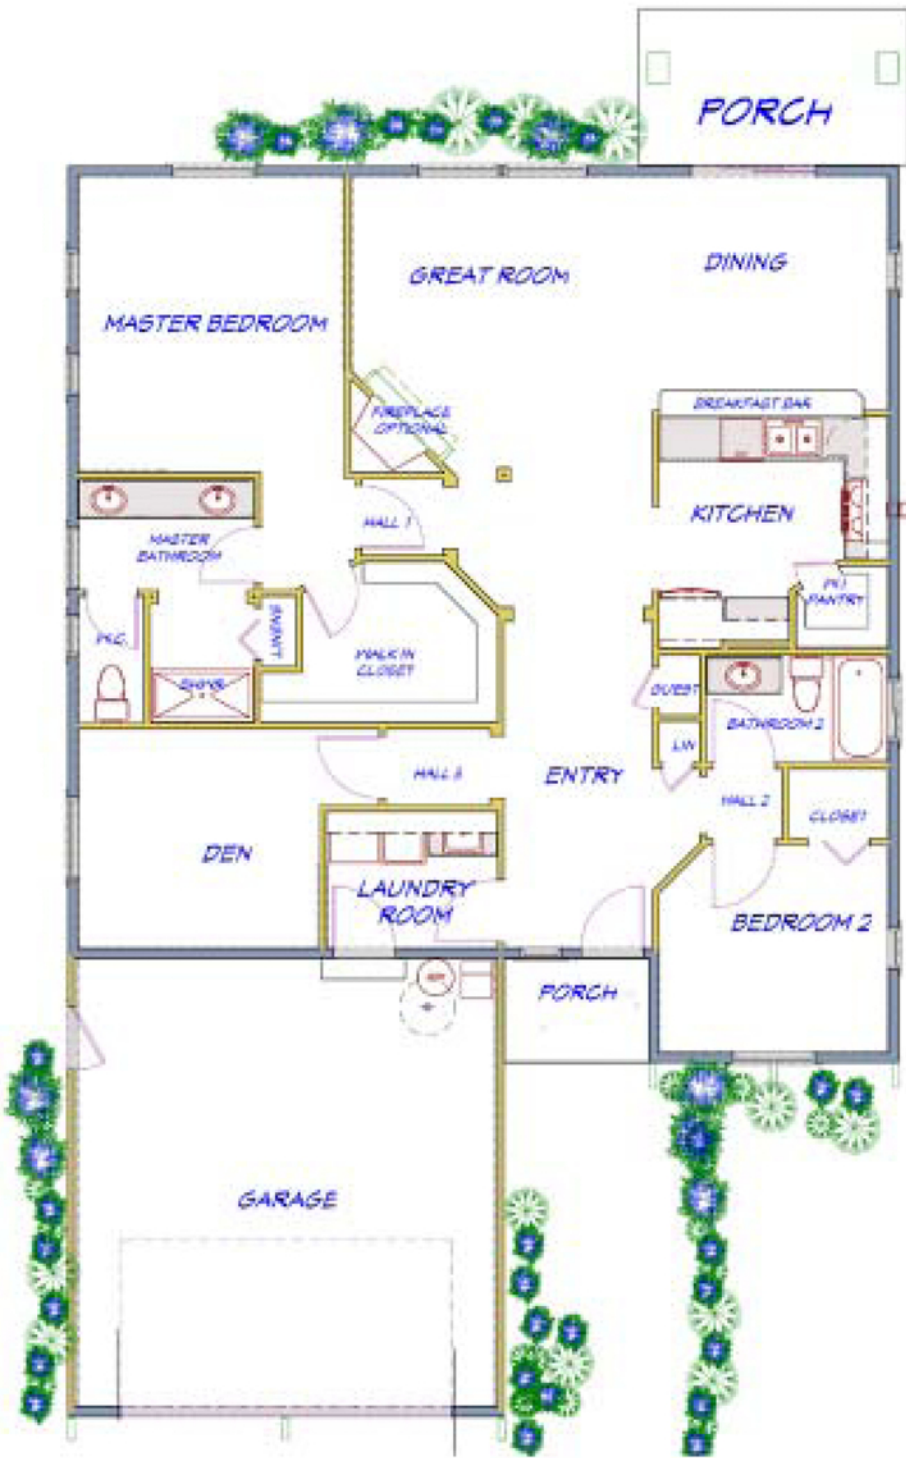 PORCH
GREAT ROOM
DINING
MASTER BEDROOM
BREAKFAST BAR
FIREPLACE
OPTIONAL
KITCHEN
HALL 1
MASTER
BATHROOM
PANTRY
LINENS
W.C.
WALK IN
CLOSET
SHWR
GUEST
BATHROOM 2
LIN
HALL 3
ENTRY
HALL 2
CLOSET
DEN
LAUNDRY
ROOM
BEDROOM 2
PORCH
GARAGE